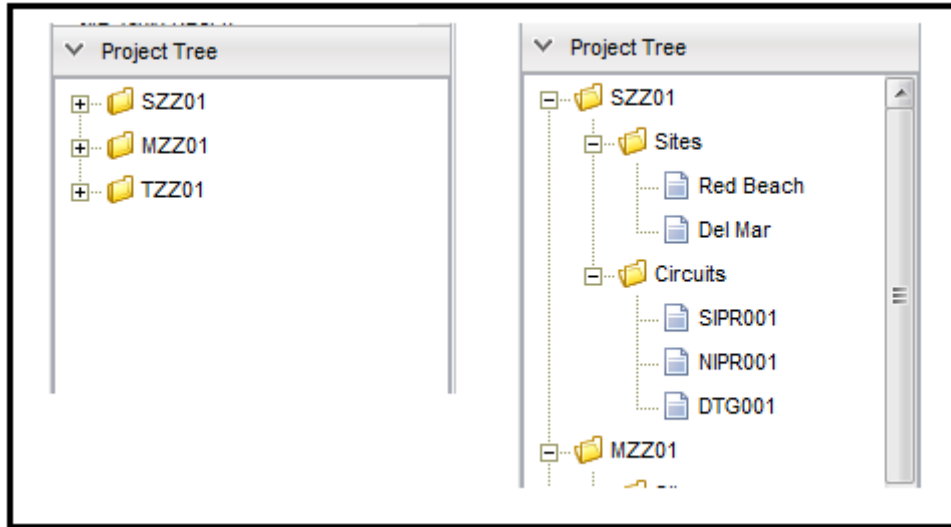 Project Tree
SZZ01
MZZ01
TZZ01
Project Tree
SZZ01
Sites
Red Beach
Del Mar
Circuits
SIPR001
NIPR001
DTG001
MZZ01